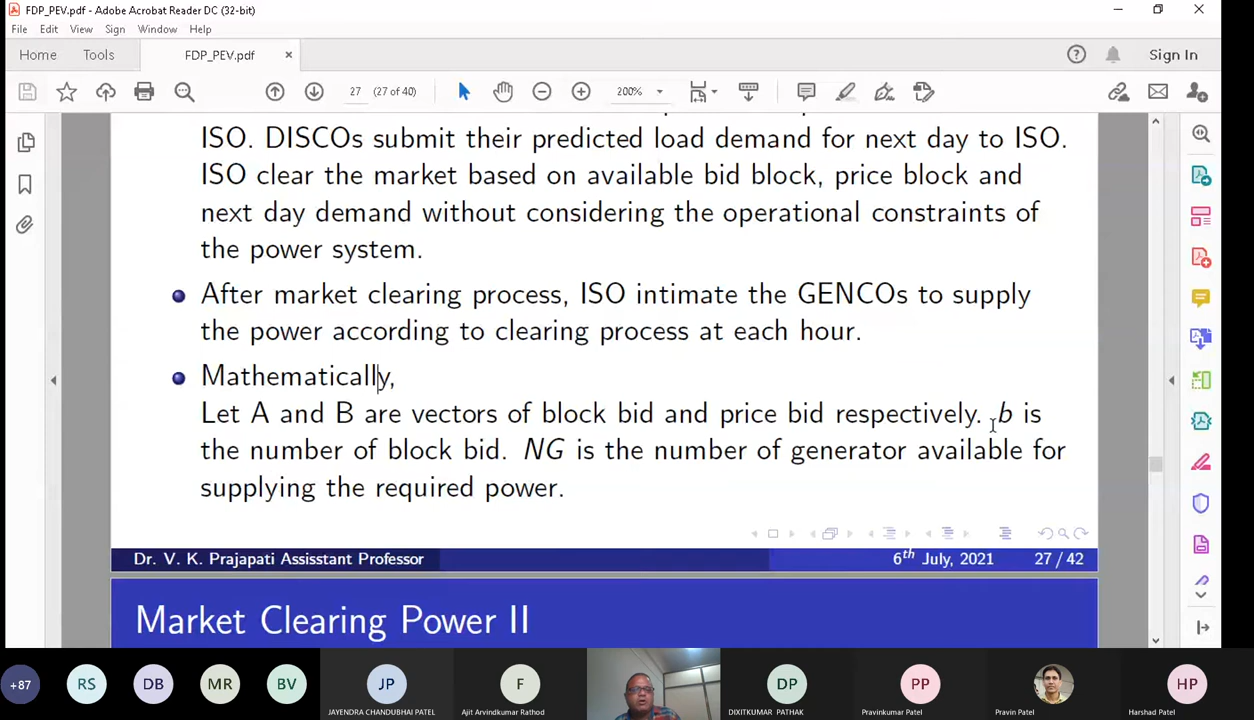 FDP_PEV.pdf - Adobe Acrobat Reader DC (32-bit)
File Edit View Sign Window Help
Home Tools FDP_PEV.pdf × Sign In
27 (27 of 40) 200%
ISO. DISCOs submit their predicted load demand for next day to ISO.
ISO clear the market based on available bid block, price block and
next day demand without considering the operational constraints of
the power system.
After market clearing process, ISO intimate the GENCOs to supply
the power according to clearing process at each hour.
Mathematically,
Let A and B are vectors of block bid and price bid respectively. b is
the number of block bid. NG is the number of generator available for
supplying the required power.
Dr. V. K. Prajapati Assisstant Professor 6th July, 2021 27 / 42
Market Clearing Power II
+87 RS DB MR BV JP F DP PP HP
JAYENDRA CHANDUBHAI PATEL Ajit Arvindkumar Rathod DIXITKUMAR PATHAK Pravinkumar Patel Pravin Patel Harshad Patel